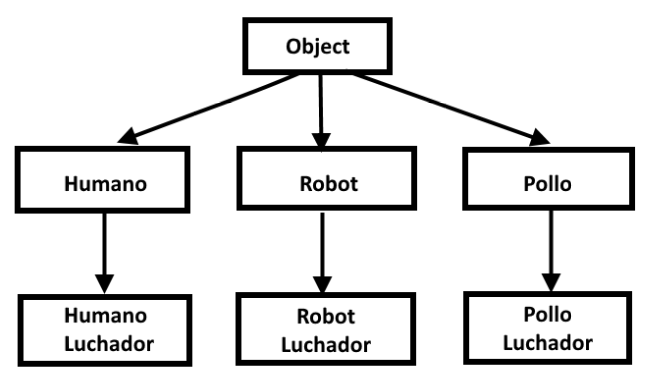 Object
Humano
Robot
Pollo
Humano
Luchador
Robot
Luchador
Pollo
Luchador